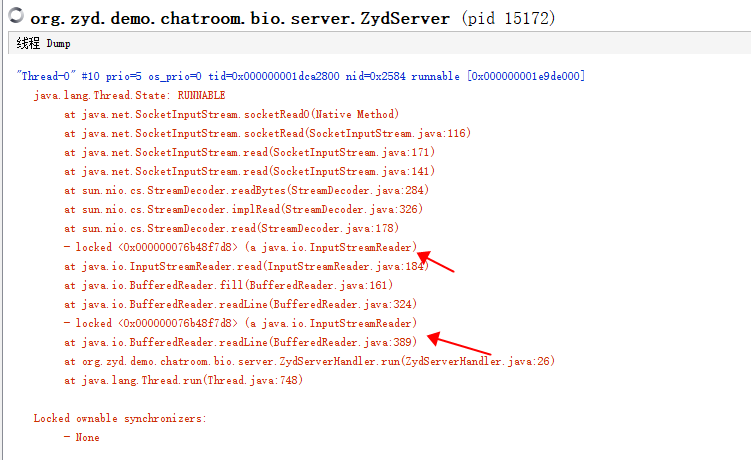 org.zyd.demo.chatroom.bio.server.ZydServer (pid 15172)
线程 Dump
"Thread-0" #10 prio=5 os_prio=0 tid=0x000000001dca2800 nid=0x2584 runnable [0x000000001e9de000]
java.lang.Thread.State: RUNNABLE
at java.net.SocketInputStream.socketRead0(Native Method)
at java.net.SocketInputStream.socketRead(SocketInputStream.java:116)
at java.net.SocketInputStream.read(SocketInputStream.java:171)
at java.net.SocketInputStream.read(SocketInputStream.java:141)
at sun.nio.cs.StreamDecoder.readBytes(StreamDecoder.java:284)
at sun.nio.cs.StreamDecoder.implRead(StreamDecoder.java:326)
at sun.nio.cs.StreamDecoder.read(StreamDecoder.java:178)
- locked <0x000000076b48f7d8> (a java.io.InputStreamReader)
at java.io.InputStreamReader.read(InputStreamReader.java:184)
at java.io.BufferedReader.fill(BufferedReader.java:161)
at java.io.BufferedReader.readLine(BufferedReader.java:324)
- locked <0x000000076b48f7d8> (a java.io.InputStreamReader)
at java.io.BufferedReader.readLine(BufferedReader.java:389)
at org.zyd.demo.chatroom.bio.server.ZydServerHandler.run(ZydServerHandler.java:26)
at java.lang.Thread.run(Thread.java:748)
Locked ownable synchronizers:
- None